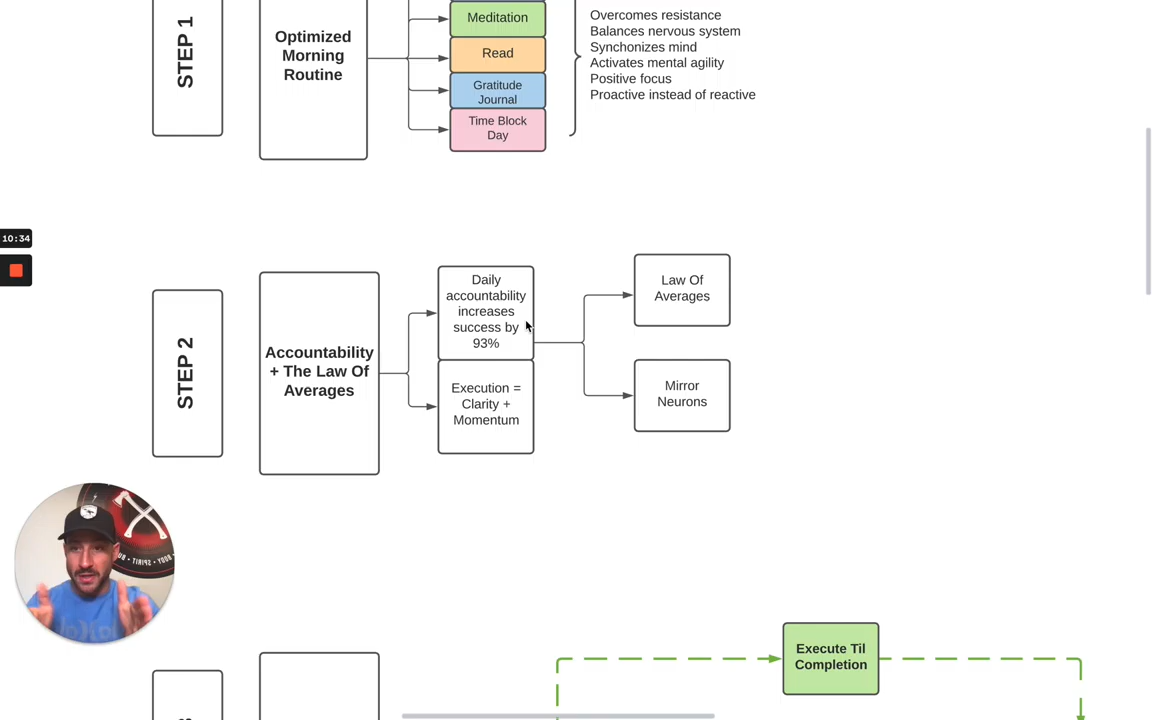 STEP 1
Optimized
Morning
Routine
Meditation
Read
Gratitude
Journal
Time Block
Day
Overcomes resistance
Balances nervous system
Synchonizes mind
Activates mental agility
Positive focus
Proactive instead of reactive
10:34
STEP 2
Accountability
+ The Law Of
Averages
Daily
accountability
increases
success by
93%
Execution =
Clarity +
Momentum
Law Of
Averages
Mirror
Neurons
BODY SPIRIT
Execute Til
Completion